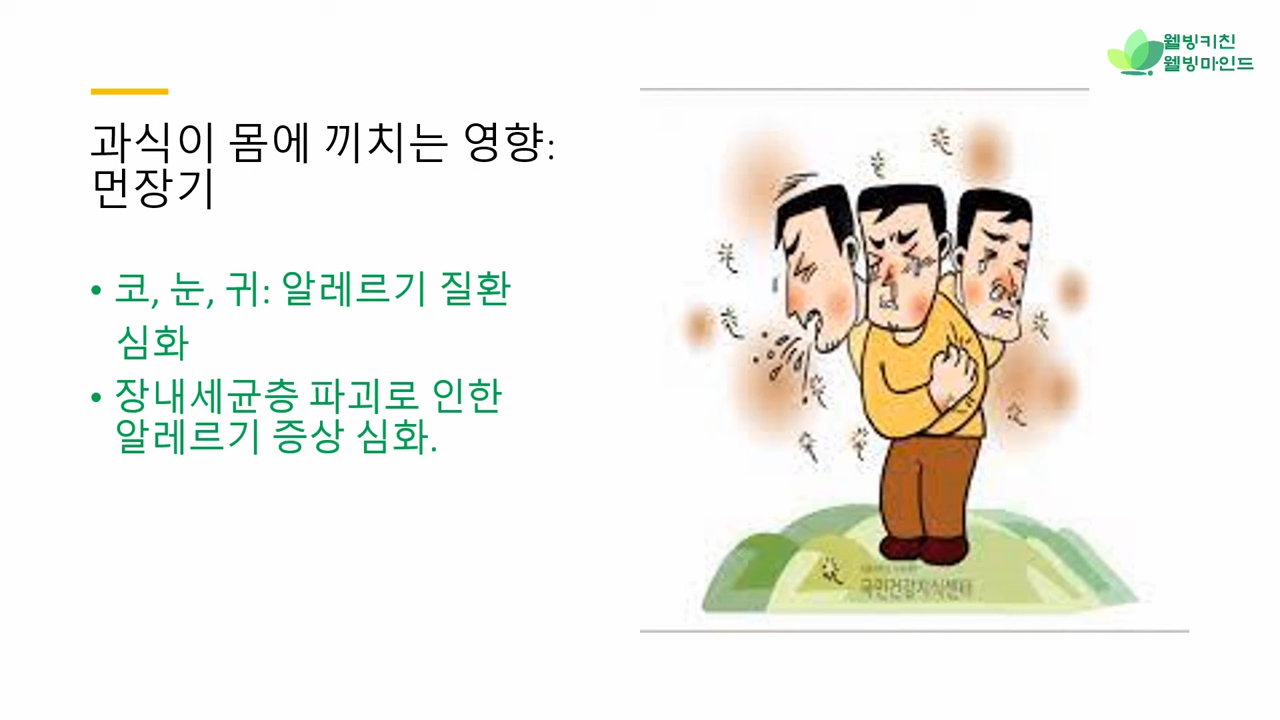 웰빙키친
웰빙마인드
과식이 몸에 끼치는 영향:
먼장기
• 코, 눈, 귀: 알레르기 질환
심화
• 장내세균층 파괴로 인한
알레르기 증상 심화.
국민건강지식센터